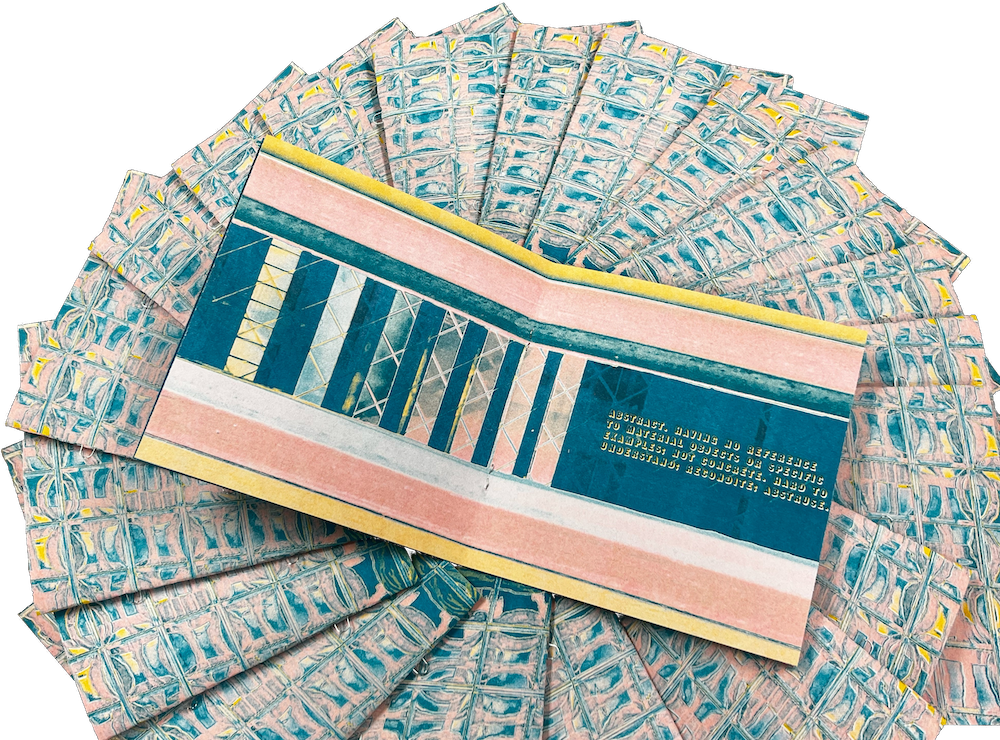 ABSTRACT. HAVING NO REFERENCE
TO MATERIAL OBJECTS OR SPECIFIC
EXAMPLES; NOT CONCRETE. HARD TO
UNDERSTAND; RECONDITE; ABSTRUSE.